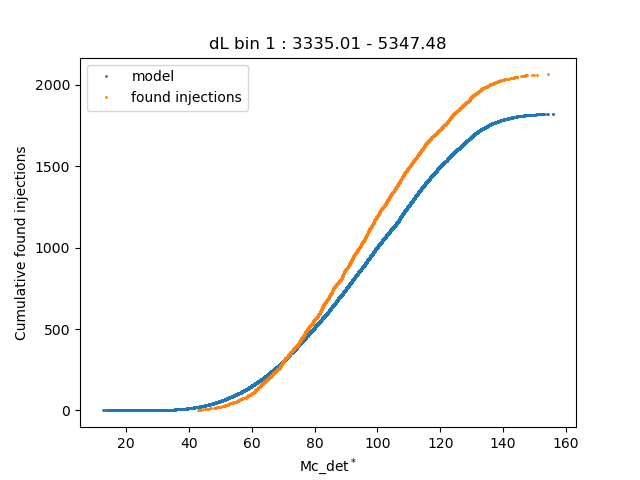 dL bin 1 : 3335.01 - 5347.48
model
found injections
Cumulative found injections
2000
1500
1000
500
0
20 40 60 80 100 120 140 160
Mc_det*